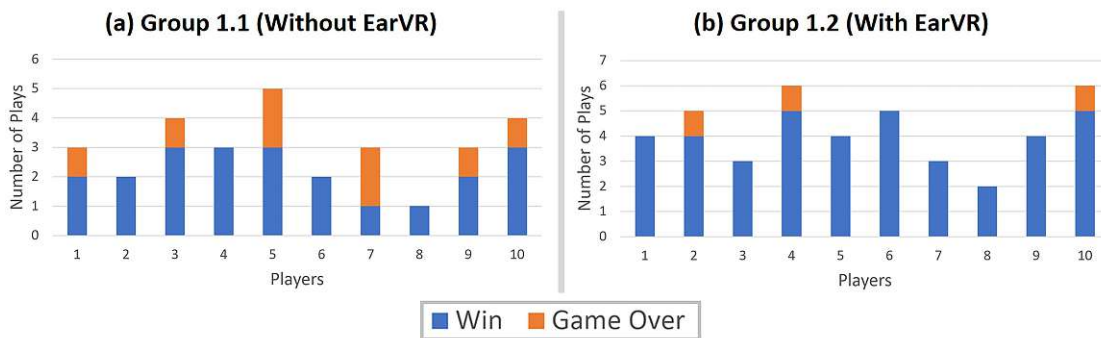 (a) Group 1.1 (Without EarVR)
Number of Plays
6
5
4
3
2
1
0
1 2 3 4 5 6 7 8 9 10
Players
(b) Group 1.2 (With EarVR)
Number of Plays
7
6
5
4
3
2
1
0
1 2 3 4 5 6 7 8 9 10
Players
Win Game Over